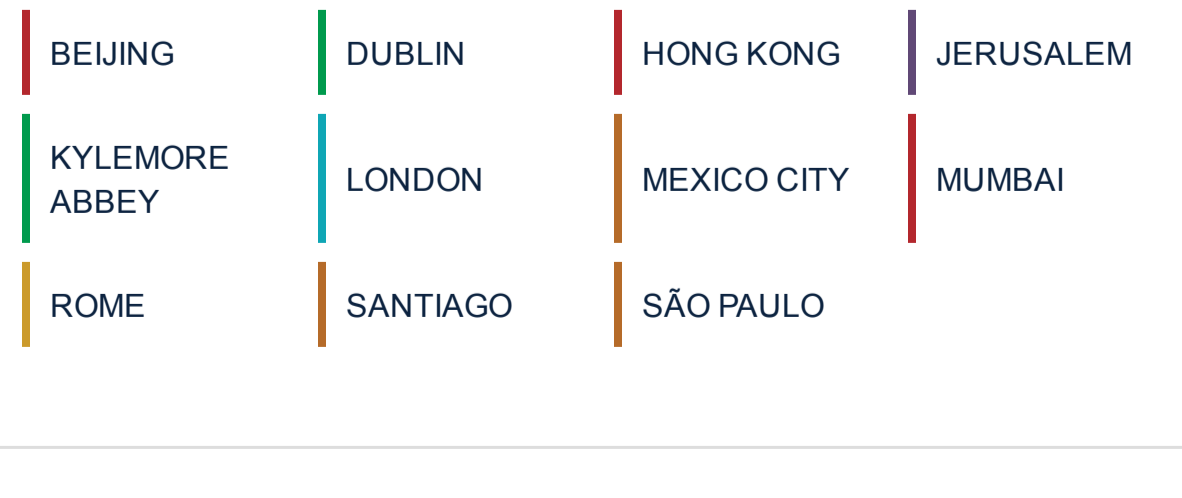 BEIJING
DUBLIN
HONG KONG
JERUSALEM
KYLEMORE
ABBEY
LONDON
MEXICO CITY
MUMBAI
ROME
SANTIAGO
SÃO PAULO